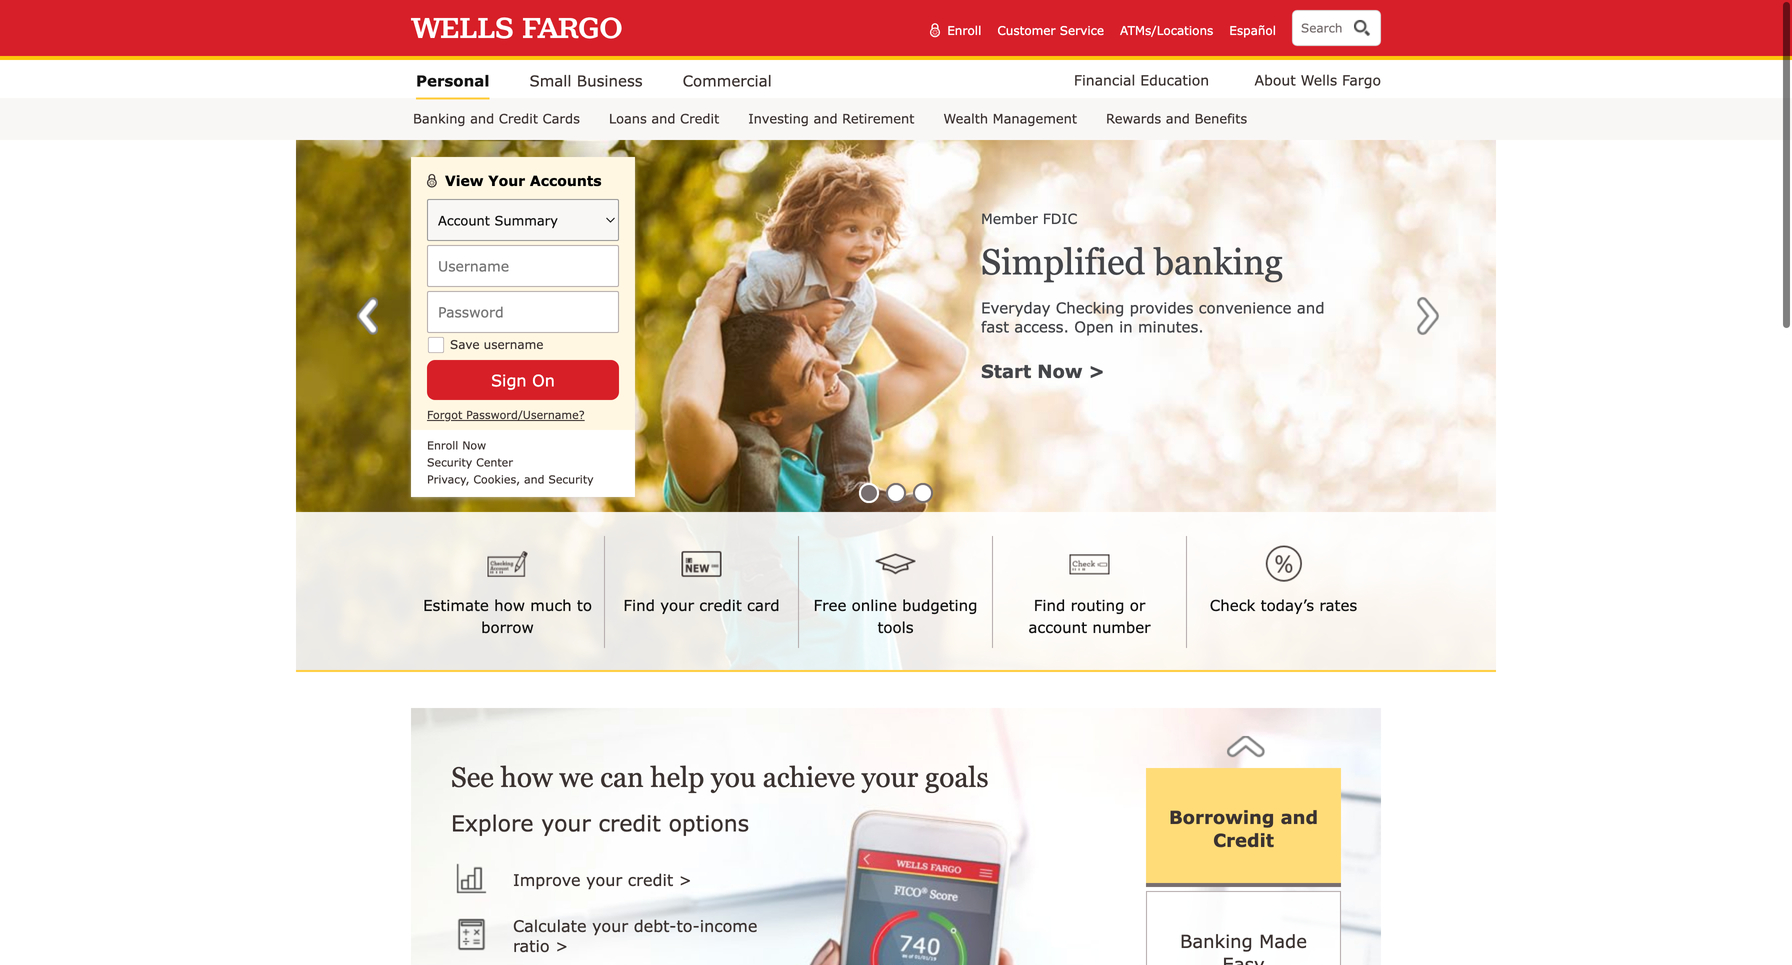 WELLS FARGO
Enroll
Customer Service
ATMs/Locations
Español
Search
Personal
Small Business
Commercial
Financial Education
About Wells Fargo
Banking and Credit Cards
Loans and Credit
Investing and Retirement
Wealth Management
Rewards and Benefits
View Your Accounts
Account Summary
Username
Password
Save username
Sign On
Forgot Password/Username?
Enroll Now
Security Center
Privacy, Cookies, and Security
Member FDIC
Simplified banking
Everyday Checking provides convenience and
fast access. Open in minutes.
Start Now >
Checking
Account
Estimate how much to
borrow
NEW
Find your credit card
Free online budgeting
tools
Check
Find routing or
account number
%
Check today’s rates
See how we can help you achieve your goals
Explore your credit options
Improve your credit >
Calculate your debt-to-income
ratio >
WELLS FARGO
FICO® Score
740
as of 01/01/19
Borrowing and
Credit
Banking Made
Easy